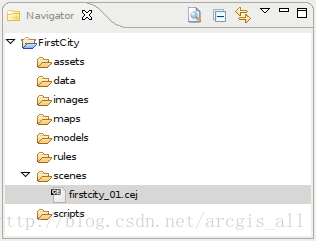 Navigator
FirstCity
assets
data
images
maps
models
rules
scenes
firstcity_01.cej
scripts
http://blog.csdn.net/arcgis_all